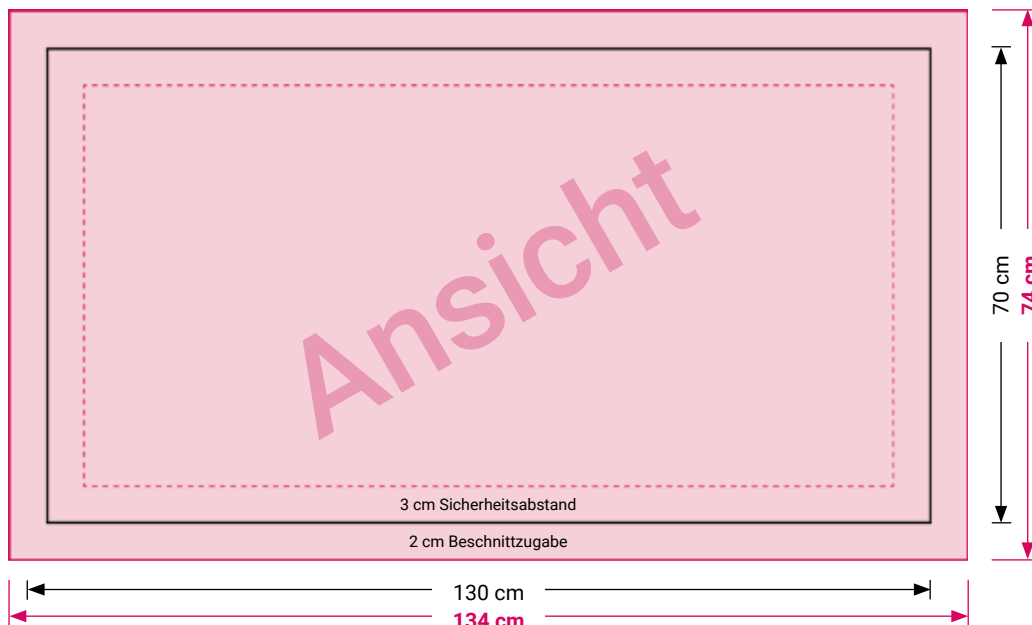 Ansicht
3 cm Sicherheitsabstand
2 cm Beschnittzugabe
130 cm
134 cm
70 cm
74 cm